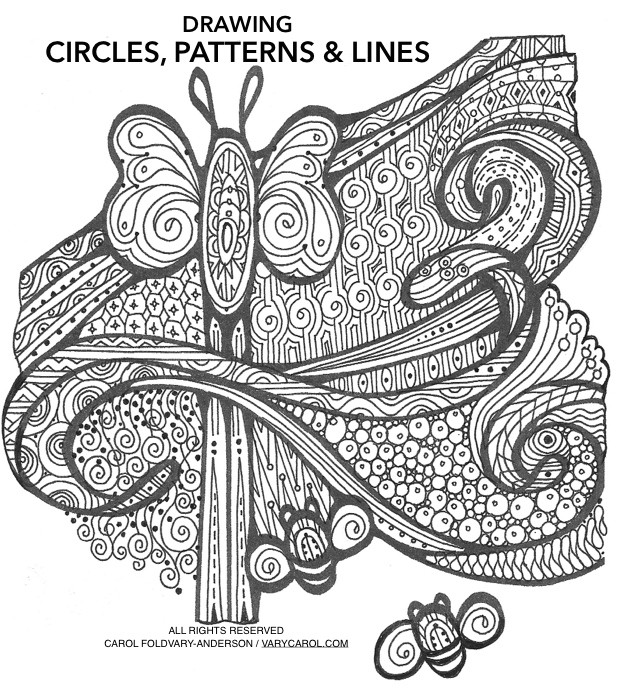 DRAWING
CIRCLES, PATTERNS & LINES
ALL RIGHTS RESERVED
CAROL FOLDVARY-ANDERSON / VARYCAROL.COM